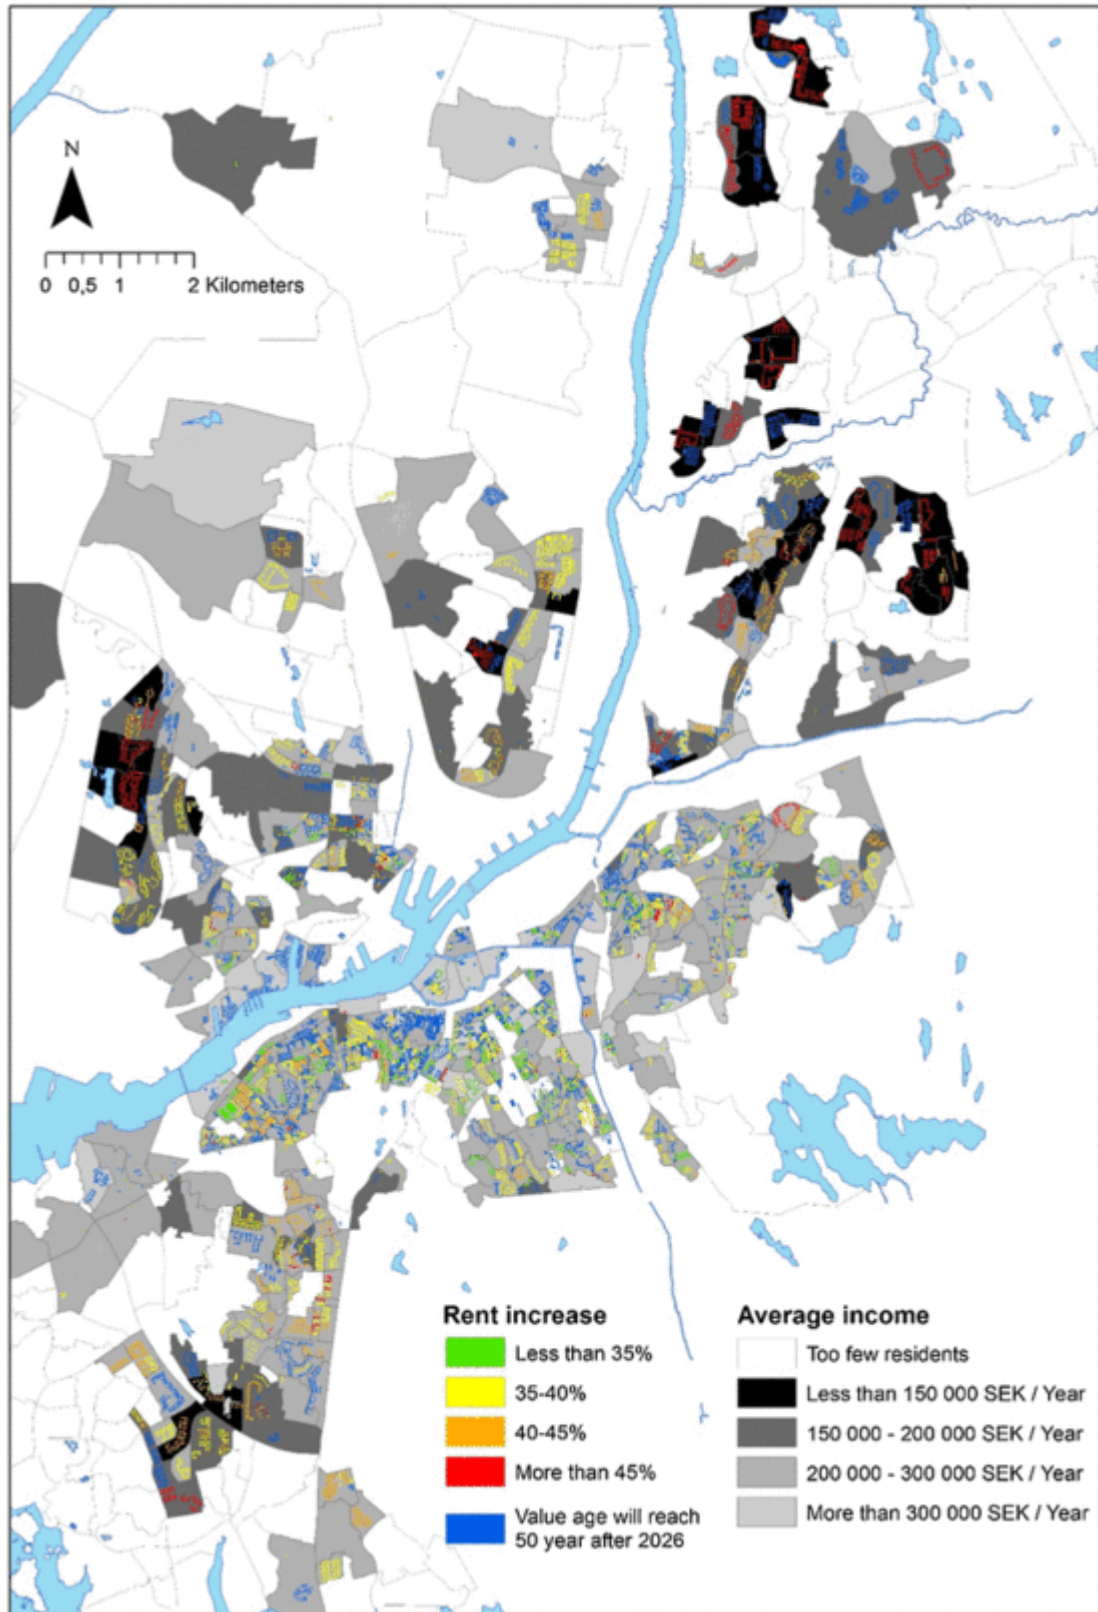 N
0 0,5 1 2 Kilometers
Rent increase
Less than 35%
35-40%
40-45%
More than 45%
Value age will reach
50 year after 2026
Average income
Too few residents
Less than 150 000 SEK / Year
150 000 - 200 000 SEK / Year
200 000 - 300 000 SEK / Year
More than 300 000 SEK / Year